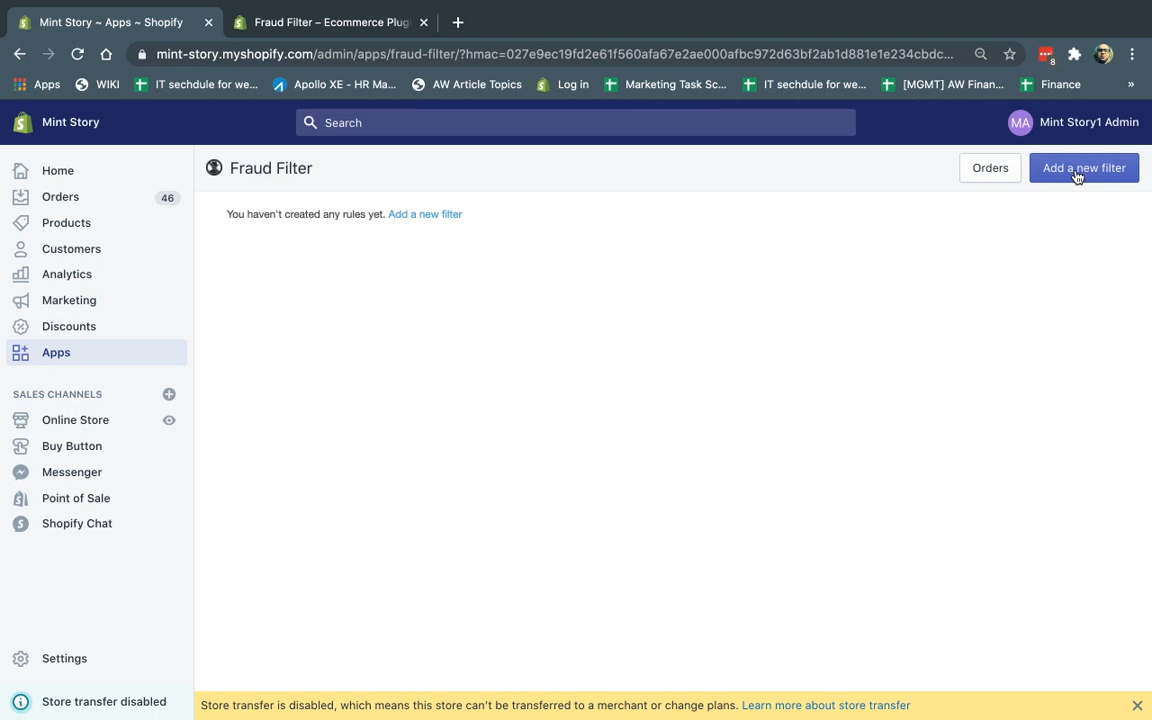 Mint Story ~ Apps ~ Shopify
Fraud Filter – Ecommerce Plugi
mint-story.myshopify.com/admin/apps/fraud-filter/?hmac=027e9ec19fd2e61f560afa67e2ae000afbc972d63bf2ab1d881e1e234cbdc...
8
Apps
WIKI
IT sechdule for we...
Apollo XE - HR Ma...
AW Article Topics
Log in
Marketing Task Sc...
IT sechdule for we...
[MGMT] AW Finan...
Finance
»
Mint Story
Search
MA
Mint Story1 Admin
Home
Orders
46
Products
Customers
Analytics
Marketing
Discounts
Apps
SALES CHANNELS
Online Store
Buy Button
Messenger
Point of Sale
Shopify Chat
Settings
Store transfer disabled
Fraud Filter
Orders
Add a new filter
You haven't created any rules yet. Add a new filter
Store transfer is disabled, which means this store can't be transferred to a merchant or change plans. Learn more about store transfer